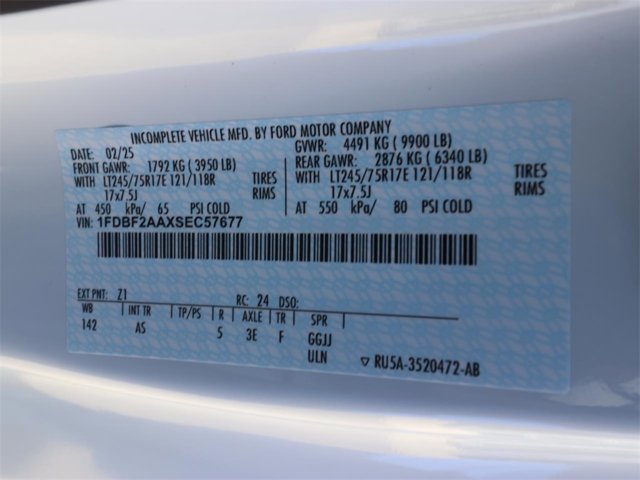 INCOMPLETE VEHICLE MFD. BY FORD MOTOR COMPANY
DATE: 02/25 GVWR: 4491 KG ( 9900 LB)
FRONT GAWR: 1792 KG ( 3950 LB) REAR GAWR: 2876 KG ( 6340 LB)
WITH LT245/75R17E 121/118R TIRES WITH LT245/75R17E 121/118R TIRES
17x7.5J RIMS 17x7.5J RIMS
AT 450 kPa/ 65 PSI COLD AT 550 kPa/ 80 PSI COLD
VIN: 1FDBF2AAXSEC57677
EXT PNT: Z1 RC: 24 DSO:
WB | INT TR | TP/PS | R | AXLE | TR | SPR
142 AS 5 3E F GGJJ
ULN ▽ RU5A-3520472-AB